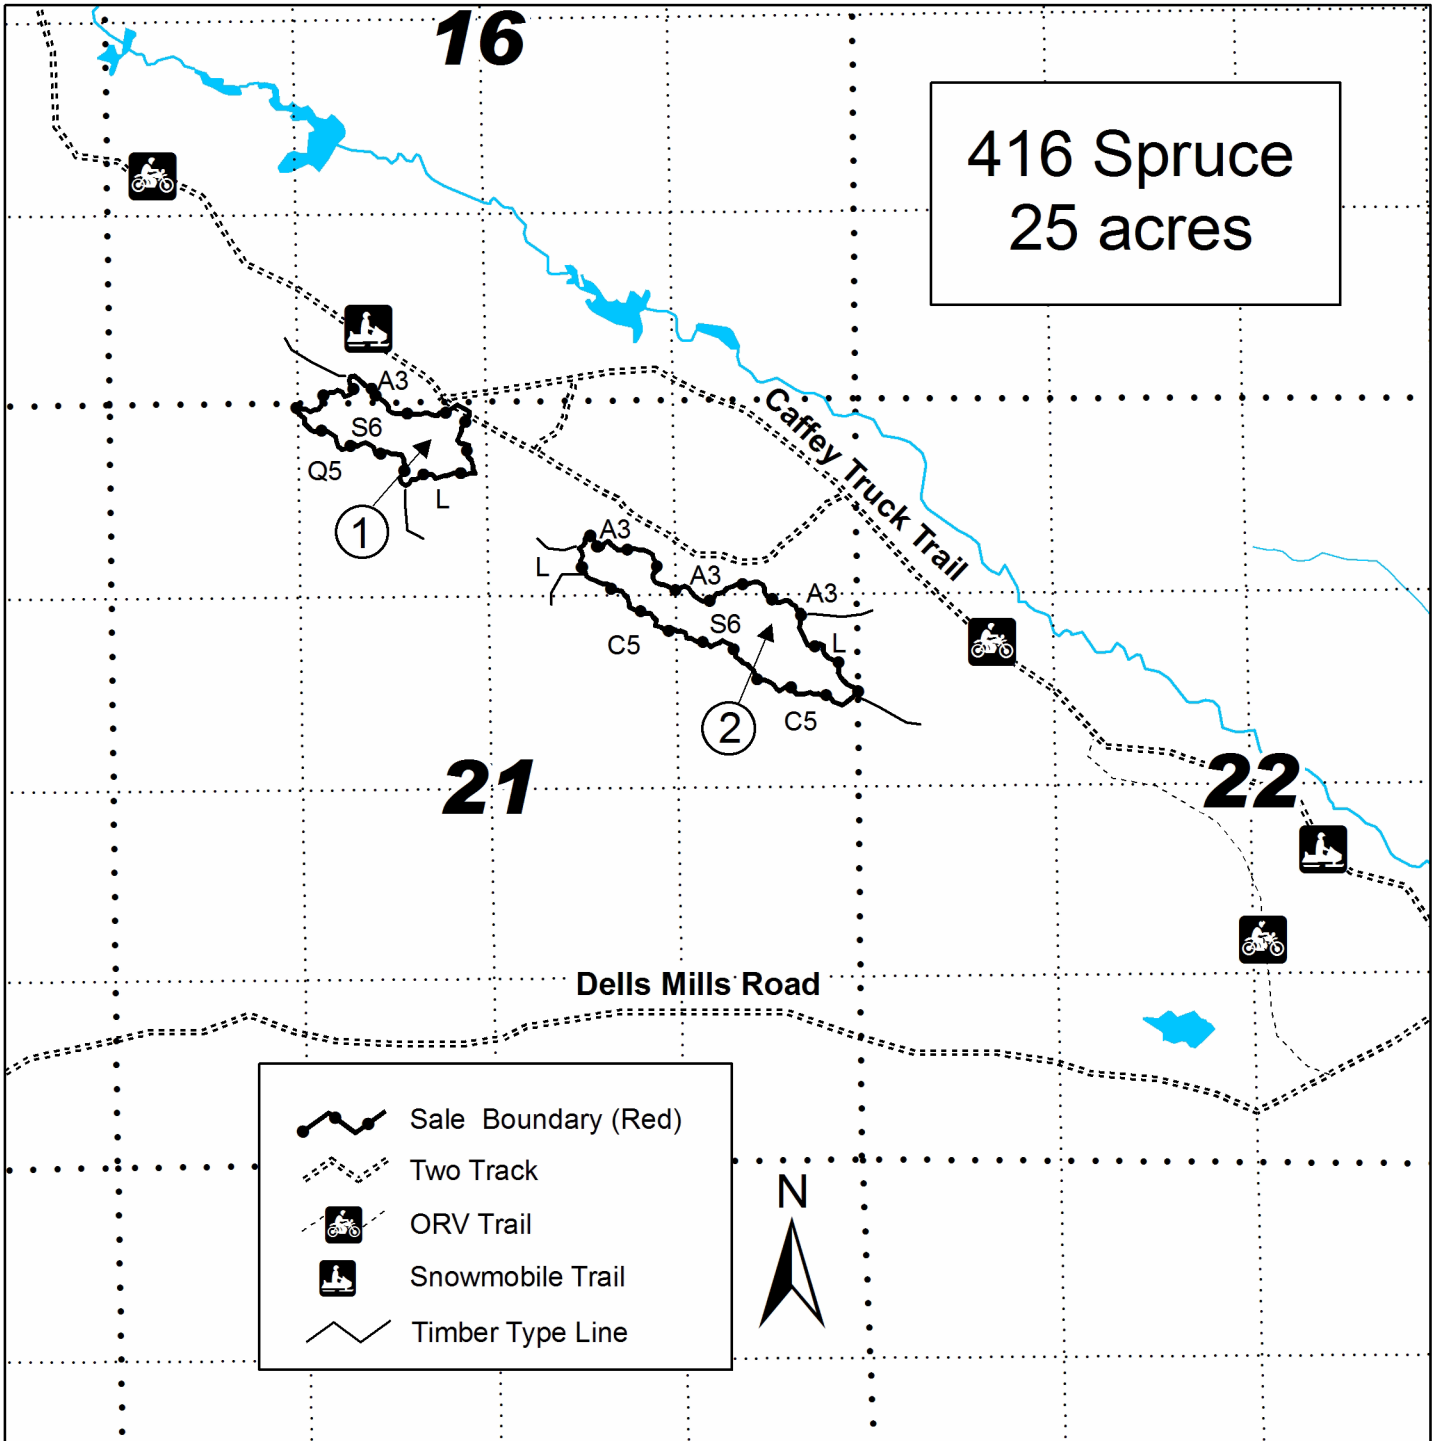 16
416 Spruce
25 acres
A3
S6
Q5
L
1
Caffey Truck Trail
A3
L
A3
A3
S6
C5
L
2
C5
21
22
Dells Mills Road
Sale Boundary (Red)
Two Track
ORV Trail
Snowmobile Trail
Timber Type Line
N